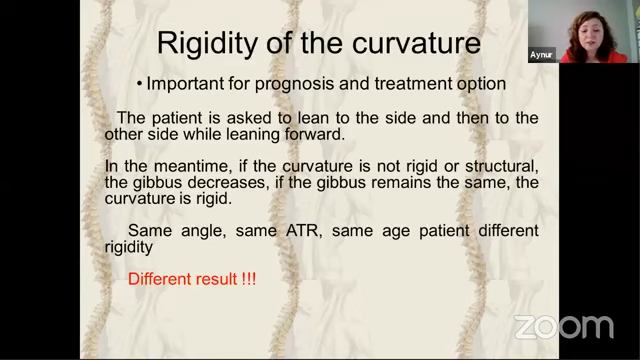 Rigidity of the curvature
• Important for prognosis and treatment option
The patient is asked to lean to the side and then to the
other side while leaning forward.
In the meantime, if the curvature is not rigid or structural,
the gibbus decreases, if the gibbus remains the same, the
curvature is rigid.
Same angle, same ATR, same age patient different
rigidity
Different result !!!
Aynur
zoom